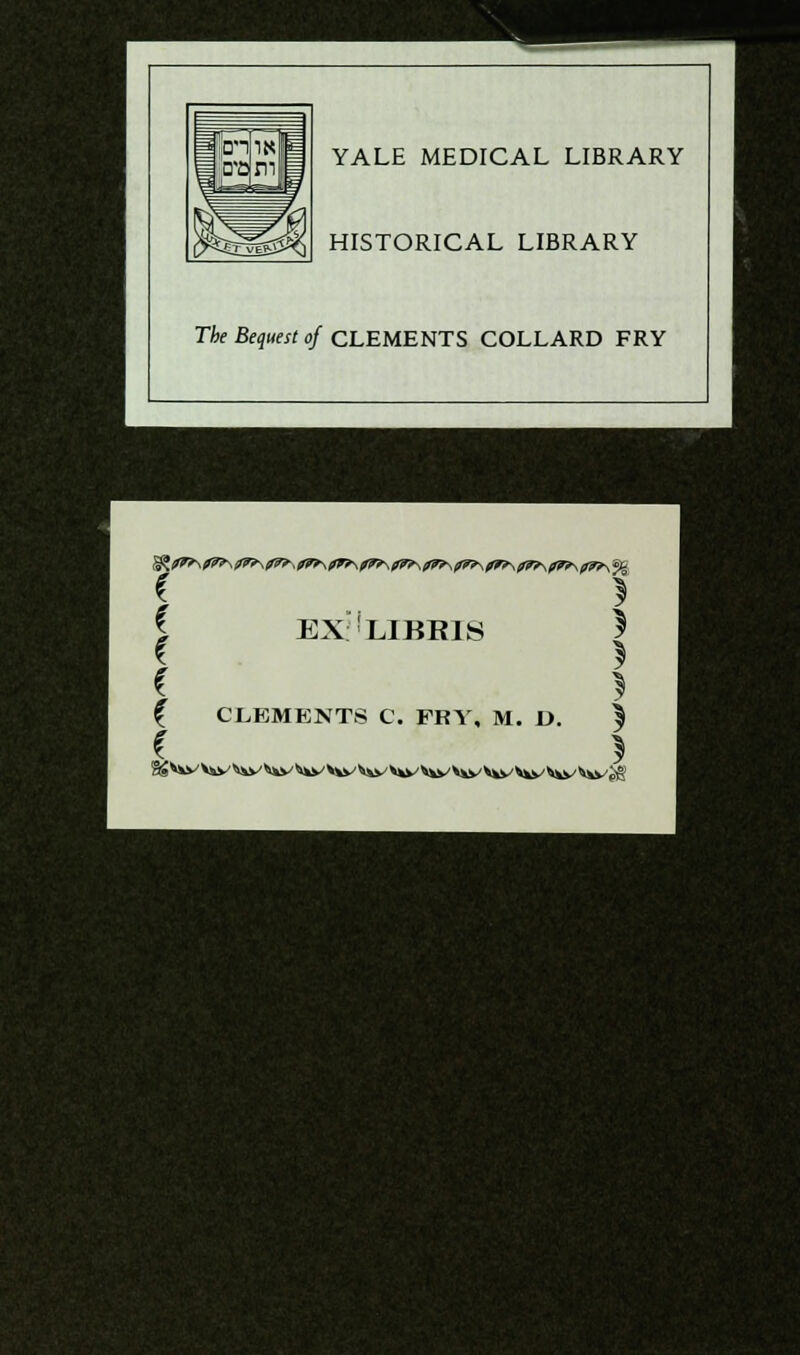 אורים
ותמים
LUX ET VERITAS
YALE MEDICAL LIBRARY
HISTORICAL LIBRARY
The Bequest of CLEMENTS COLLARD FRY
EX LIBRIS
CLEMENTS C. FRY, M. D.